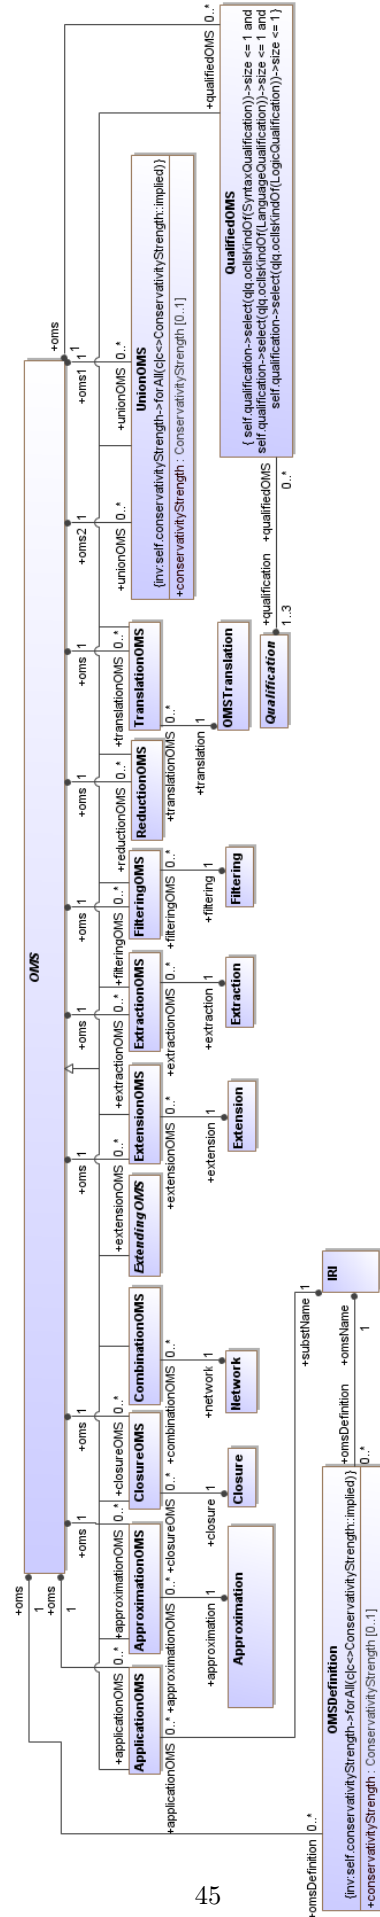 OMS
+oms
1
+oms
1
+oms 1
+oms 1
+oms 1
+oms 1
+oms 1
+oms 1
+oms 1
+oms2 1
+oms1 1
+oms
1
+applicationOMS 0..*
+approximationOMS 0..*
+closureOMS 0..*
+extensionOMS 0..*
+extractionOMS 0..*
+filteringOMS 0..*
+reductionOMS 0..*
+translationOMS 0..*
+unionOMS 0..*
+unionOMS 0..*
+qualifiedOMS 0..*
ApplicationOMS
ApproximationOMS
ClosureOMS
CombinationOMS
ExtendingOMS
ExtensionOMS
ExtractionOMS
FilteringOMS
ReductionOMS
TranslationOMS
UnionOMS
{inv:self.conservativityStrength->forAll(c|c<>ConservativityStrength::implied)}
+conservativityStrength : ConservativityStrength [0..1]
QualifiedOMS
{ self.qualification->select(q|q.oclIsKindOf(SyntaxQualification))->size <= 1 and
self.qualification->select(q|q.oclIsKindOf(LanguageQualification))->size <= 1 and
self.qualification->select(q|q.oclIsKindOf(LogicQualification))->size <= 1}
+applicationOMS 0..*
+approximationOMS 0..*
+closureOMS 0..*
+combinationOMS 0..*
+extensionOMS 0..*
+extractionOMS 0..*
+filteringOMS 0..*
+translationOMS 0..*
+approximation 1
+closure 1
+network 1
+extension 1
+extraction 1
+filtering 1
+translation 1
+qualification
1..3
+qualifiedOMS
0..*
Approximation
Closure
Network
Extension
Extraction
Filtering
OMSTranslation
Qualification
+substName 1
+omsDefinition 0..*
+omsDefinition
0..*
+omsName
1
IRI
OMSDefinition
{inv:self.conservativityStrength->forAll(c|c<>ConservativityStrength::implied)}
+conservativityStrength : ConservativityStrength [0..1]
45